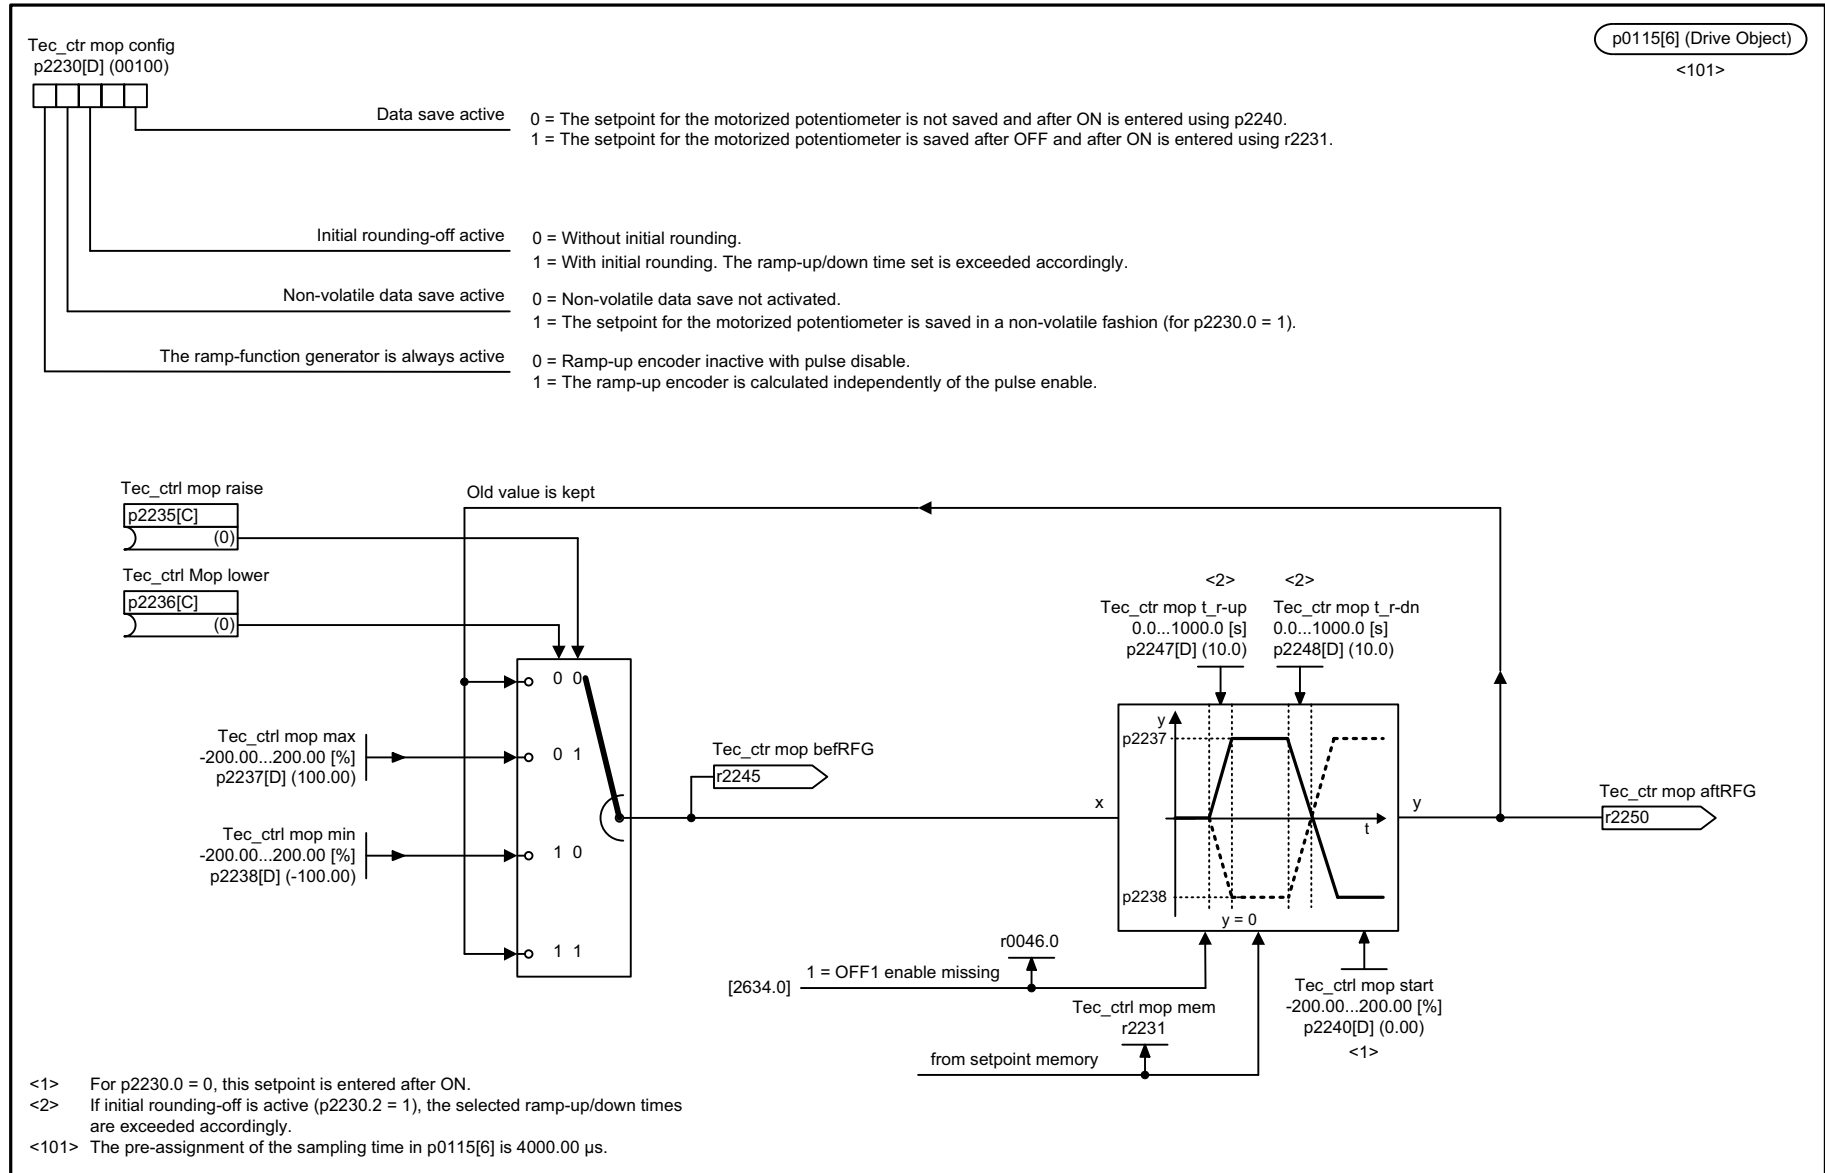 Tec_ctr mop config
p2230[D] (00100)
p0115[6] (Drive Object)
<101>
Data save active
0 = The setpoint for the motorized potentiometer is not saved and after ON is entered using p2240.
1 = The setpoint for the motorized potentiometer is saved after OFF and after ON is entered using r2231.
Initial rounding-off active
0 = Without initial rounding.
1 = With initial rounding. The ramp-up/down time set is exceeded accordingly.
Non-volatile data save active
0 = Non-volatile data save not activated.
1 = The setpoint for the motorized potentiometer is saved in a non-volatile fashion (for p2230.0 = 1).
The ramp-function generator is always active
0 = Ramp-up encoder inactive with pulse disable.
1 = The ramp-up encoder is calculated independently of the pulse enable.
Tec_ctrl mop raise
p2235[C]
(0)
Old value is kept
Tec_ctrl Mop lower
p2236[C]
(0)
<2>
<2>
Tec_ctr mop t_r-up
0.0...1000.0 [s]
p2247[D] (10.0)
Tec_ctr mop t_r-dn
0.0...1000.0 [s]
p2248[D] (10.0)
0 0
0 1
1 0
1 1
Tec_ctrl mop max
-200.00...200.00 [%]
p2237[D] (100.00)
Tec_ctrl mop min
-200.00...200.00 [%]
p2238[D] (-100.00)
Tec_ctr mop befRFG
r2245
x
y
p2237
t
p2238
y = 0
y
Tec_ctr mop aftRFG
r2250
r0046.0
1 = OFF1 enable missing
[2634.0]
Tec_ctrl mop mem
r2231
from setpoint memory
Tec_ctrl mop start
-200.00...200.00 [%]
p2240[D] (0.00)
<1>
<1> For p2230.0 = 0, this setpoint is entered after ON.
<2> If initial rounding-off is active (p2230.2 = 1), the selected ramp-up/down times
are exceeded accordingly.
<101> The pre-assignment of the sampling time in p0115[6] is 4000.00 µs.